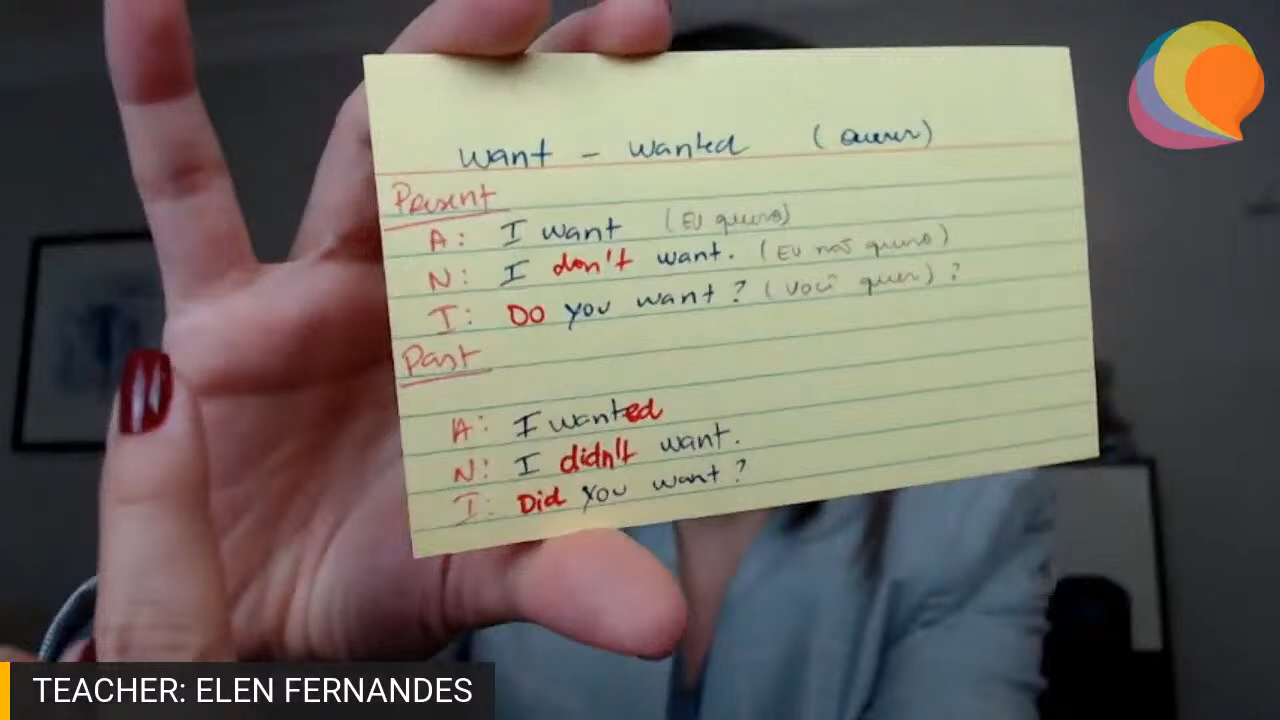 Want - Wanted (querer)
Present
A: I want (Eu quero)
N: I don't want. (Eu não quero)
I: Do you want? (você quer)?
Past
A: I wanted
N: I didn't want.
I: Did you want?
TEACHER: ELEN FERNANDES